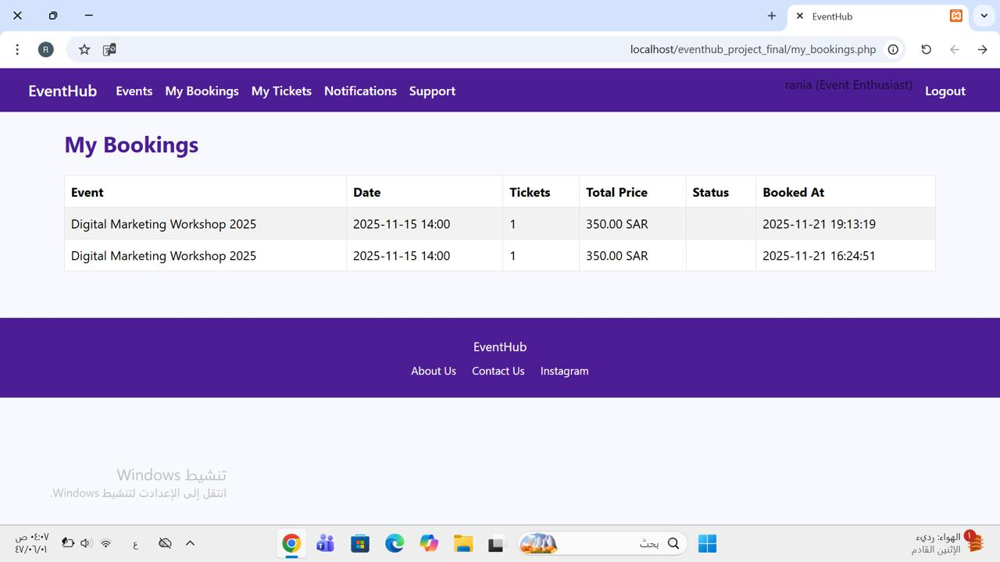 EventHub
R
localhost/eventhub_project_final/my_bookings.php
EventHub Events My Bookings My Tickets Notifications Support rania (Event Enthusiast) Logout
My Bookings
Event Date Tickets Total Price Status Booked At
Digital Marketing Workshop 2025 2025-11-15 14:00 1 350.00 SAR 2025-11-21 19:13:19
Digital Marketing Workshop 2025 2025-11-15 14:00 1 350.00 SAR 2025-11-21 16:24:51
EventHub
About Us Contact Us Instagram
تنشيط Windows
انتقل إلى الإعدادت لتنشيط Windows.
الهواء: رديء
الإثنين القادم
١
بحث
ع
٠٤:٠٧ ص
٤٧/٠٦/٠١